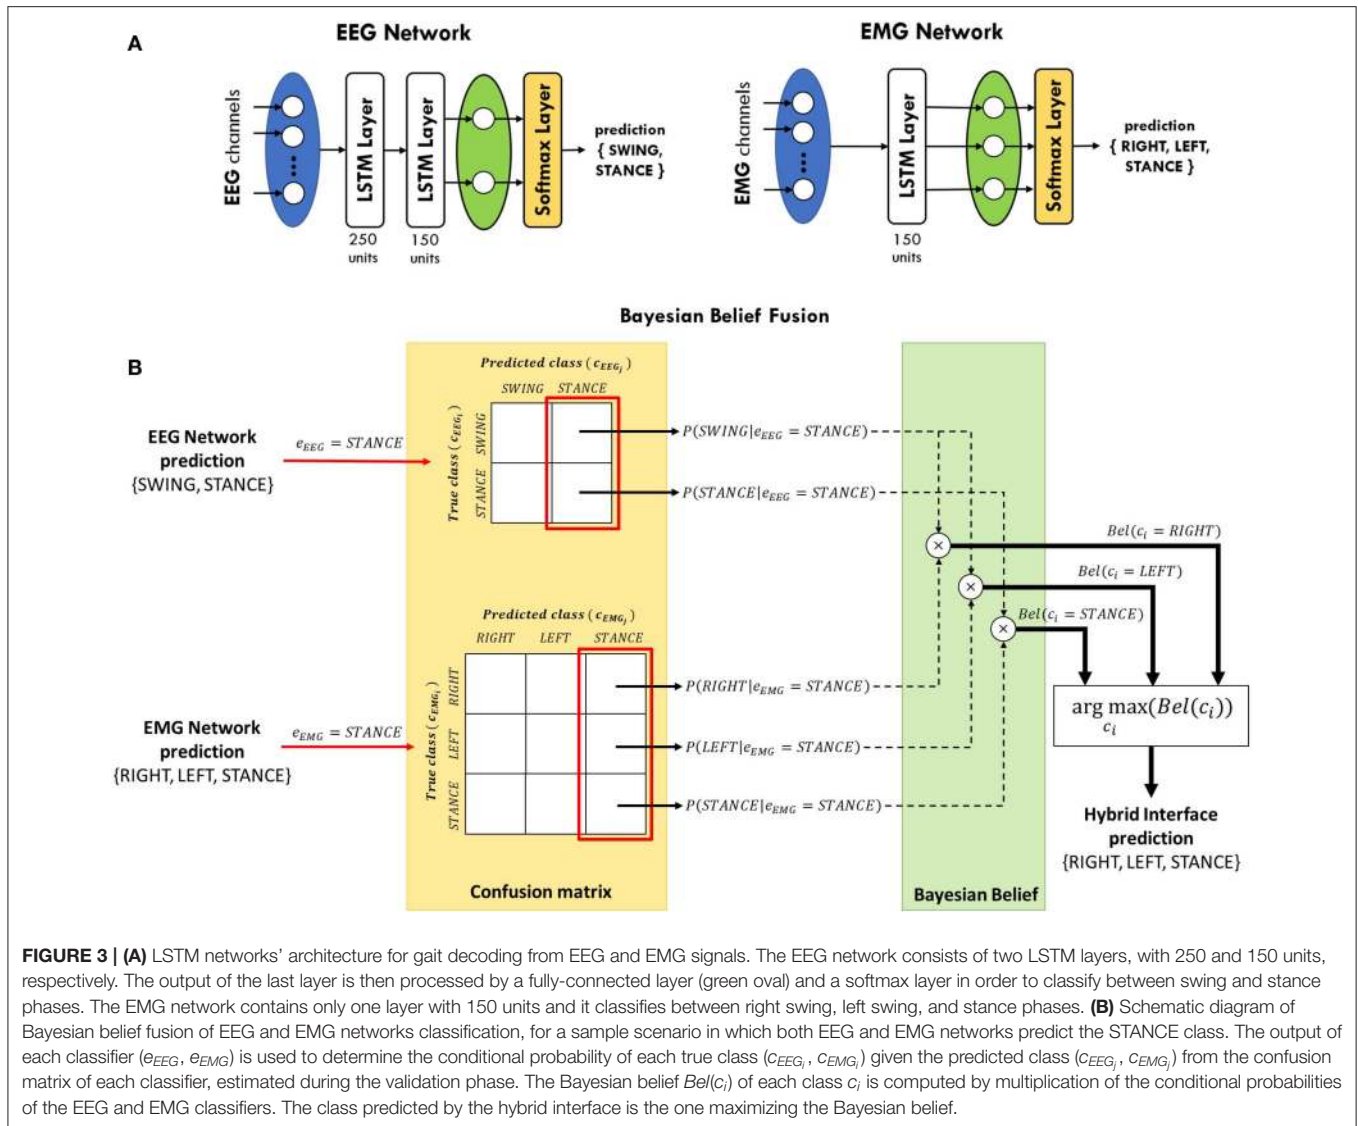 A
EEG Network
EMG Network
EEG channels
LSTM Layer
LSTM Layer
Softmax Layer
prediction
{ SWING,
STANCE }
250
units
150
units
EMG channels
LSTM Layer
Softmax Layer
prediction
{ RIGHT, LEFT,
STANCE }
150
units
Bayesian Belief Fusion
B
EEG Network
prediction
{SWING, STANCE}
e_EEG = STANCE
Predicted class (c_EEG_j)
SWING STANCE
True class (c_EEG_i)
SWING
STANCE
P(SWING|e_EEG = STANCE)
P(STANCE|e_EEG = STANCE)
×
×
×
Bel(c_i = RIGHT)
Bel(c_i = LEFT)
Bel(c_i = STANCE)
EMG Network
prediction
{RIGHT, LEFT, STANCE}
e_EMG = STANCE
Predicted class (c_EMG_j)
RIGHT LEFT STANCE
True class (c_EMG_i)
RIGHT
LEFT
STANCE
P(RIGHT|e_EMG = STANCE)
P(LEFT|e_EMG = STANCE)
P(STANCE|e_EMG = STANCE)
arg max(Bel(c_i))
c_i
Hybrid Interface
prediction
{RIGHT, LEFT, STANCE}
Confusion matrix
Bayesian Belief
FIGURE 3 | (A) LSTM networks' architecture for gait decoding from EEG and EMG signals. The EEG network consists of two LSTM layers, with 250 and 150 units,
respectively. The output of the last layer is then processed by a fully-connected layer (green oval) and a softmax layer in order to classify between swing and stance
phases. The EMG network contains only one layer with 150 units and it classifies between right swing, left swing, and stance phases. (B) Schematic diagram of
Bayesian belief fusion of EEG and EMG networks classification, for a sample scenario in which both EEG and EMG networks predict the STANCE class. The output of
each classifier (e_EEG, e_EMG) is used to determine the conditional probability of each true class (c_EEG_i, c_EMG_i) given the predicted class (c_EEG_j, c_EMG_j) from the confusion
matrix of each classifier, estimated during the validation phase. The Bayesian belief Bel(c_i) of each class c_i is computed by multiplication of the conditional probabilities
of the EEG and EMG classifiers. The class predicted by the hybrid interface is the one maximizing the Bayesian belief.